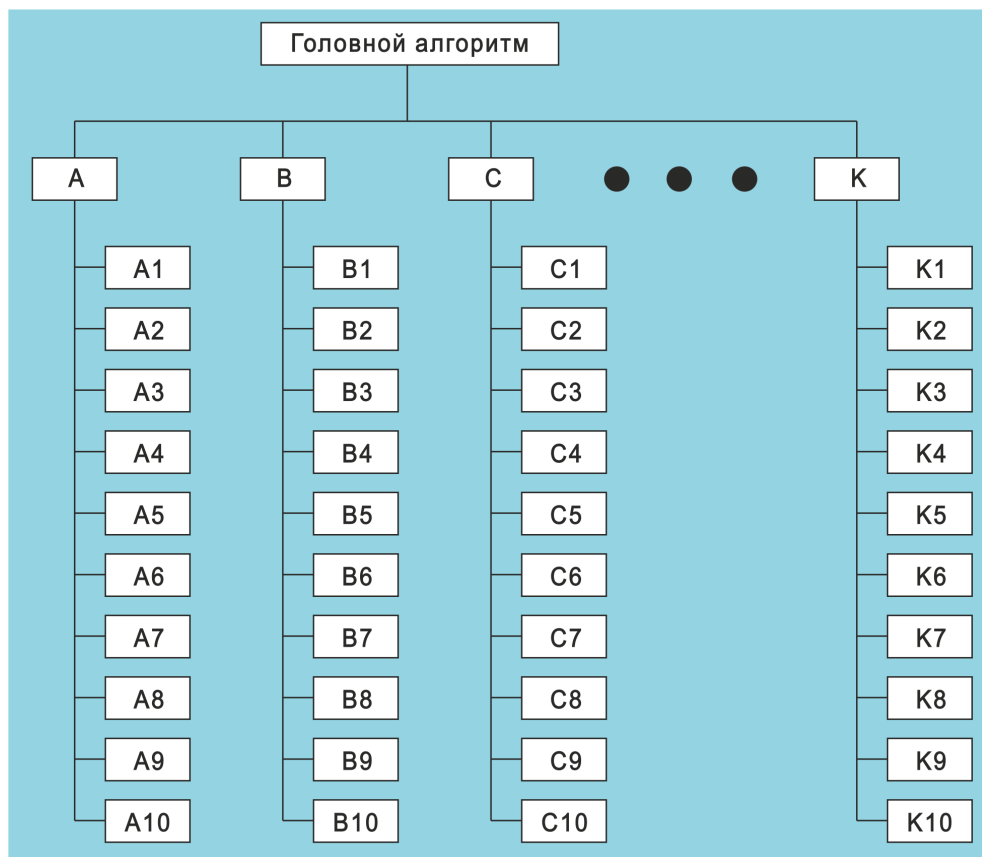 Головной алгоритм
A B C K
A1 B1 C1 K1
A2 B2 C2 K2
A3 B3 C3 K3
A4 B4 C4 K4
A5 B5 C5 K5
A6 B6 C6 K6
A7 B7 C7 K7
A8 B8 C8 K8
A9 B9 C9 K9
A10 B10 C10 K10